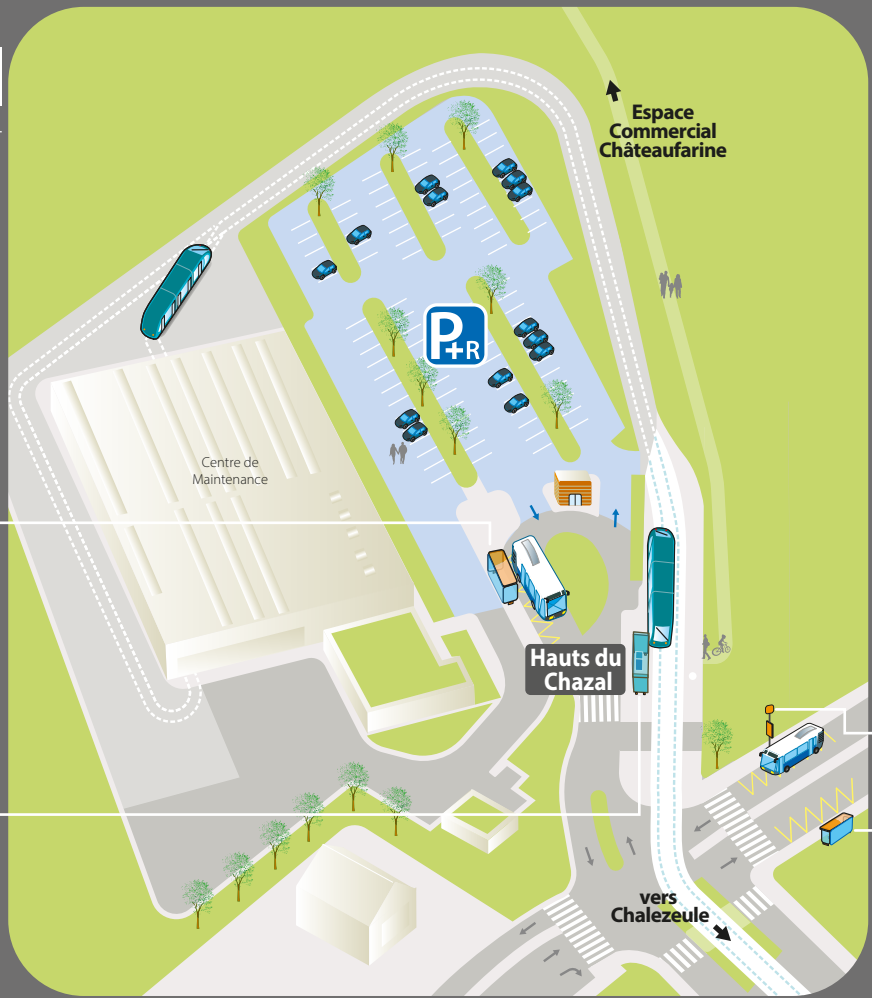 Espace
Commercial
Châteaufarine
P+R
Centre de
Maintenance
Hauts du
Chazal
vers
Chalezeule